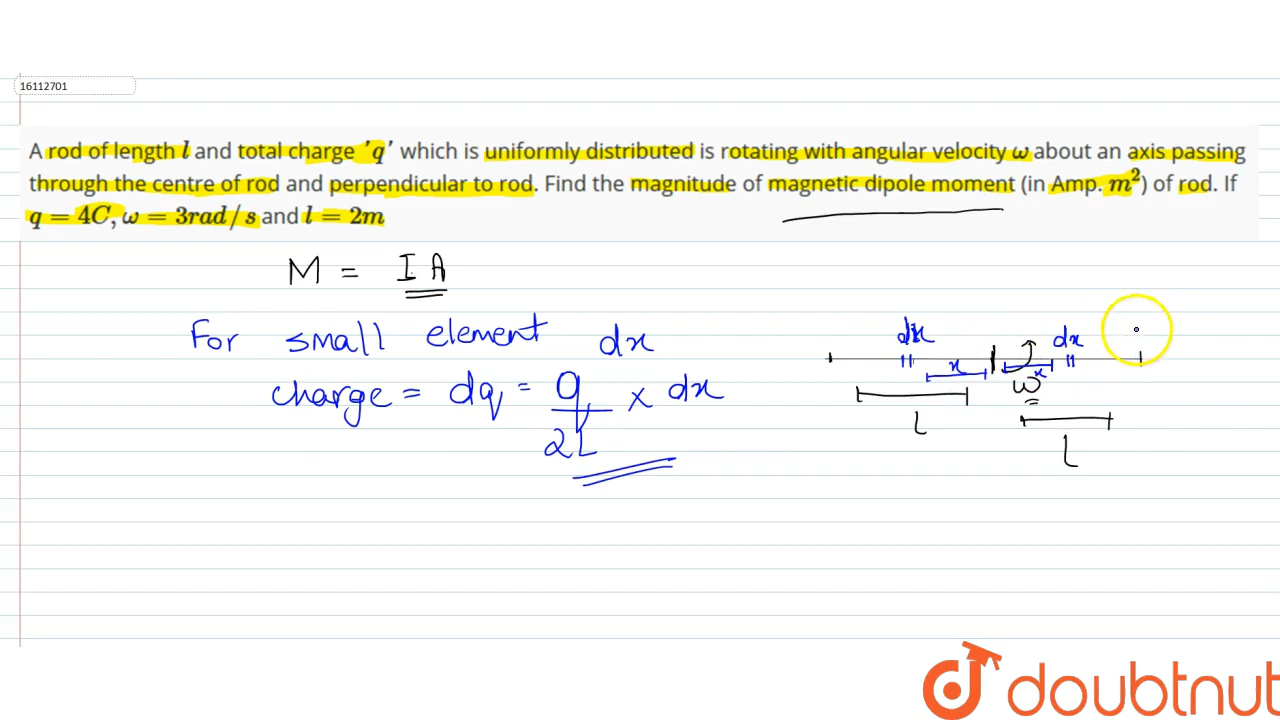 16112701
A rod of length l and total charge 'q' which is uniformly distributed is rotating with angular velocity ω about an axis passing
through the centre of rod and perpendicular to rod. Find the magnitude of magnetic dipole moment (in Amp. m²) of rod. If
q = 4C, ω = 3rad/s and l = 2m
M = I A
For small element dx
charge = dq = q/2L × dx
dx dx
x x
ω
L
L
doubtnut